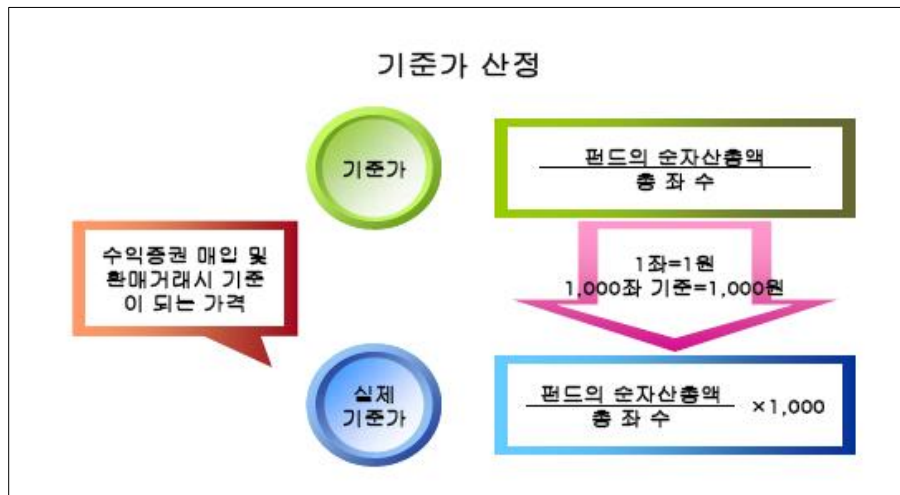 기준가 산정
기준가
펀드의 순자산총액
총 좌 수
수익증권 매입 및
환매거래시 기준
이 되는 가격
1좌=1원
1,000좌 기준=1,000원
실제
기준가
펀드의 순자산총액
총 좌 수
×1,000